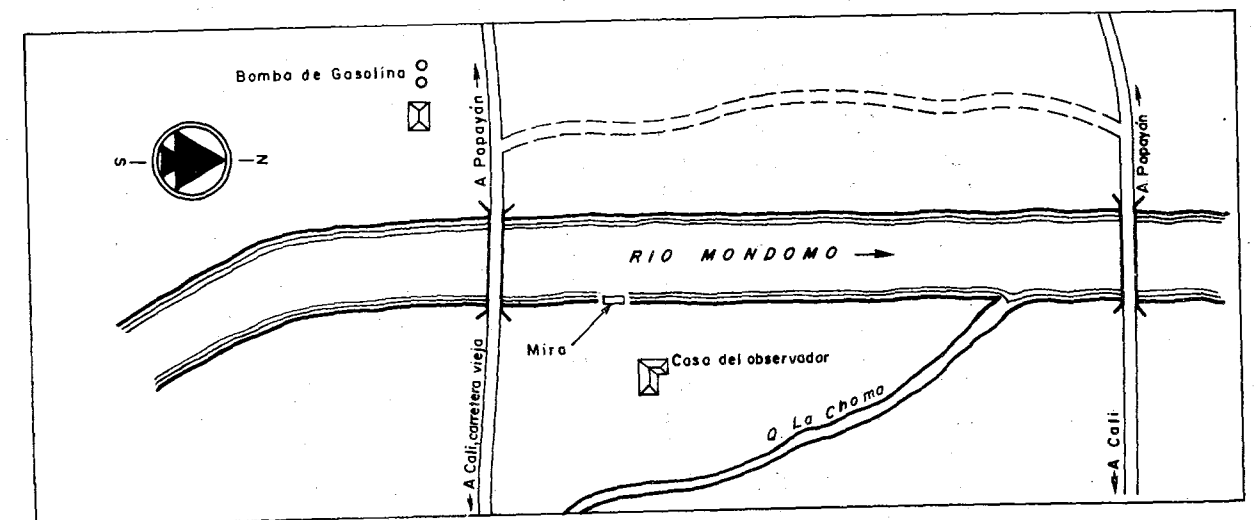 Bomba de Gasolina
A Papayán
A Papayán
S
N
RIO MONDOMO
Mira
Casa del observador
A Cali, carretera vieja
Q. La Choma
A Cali